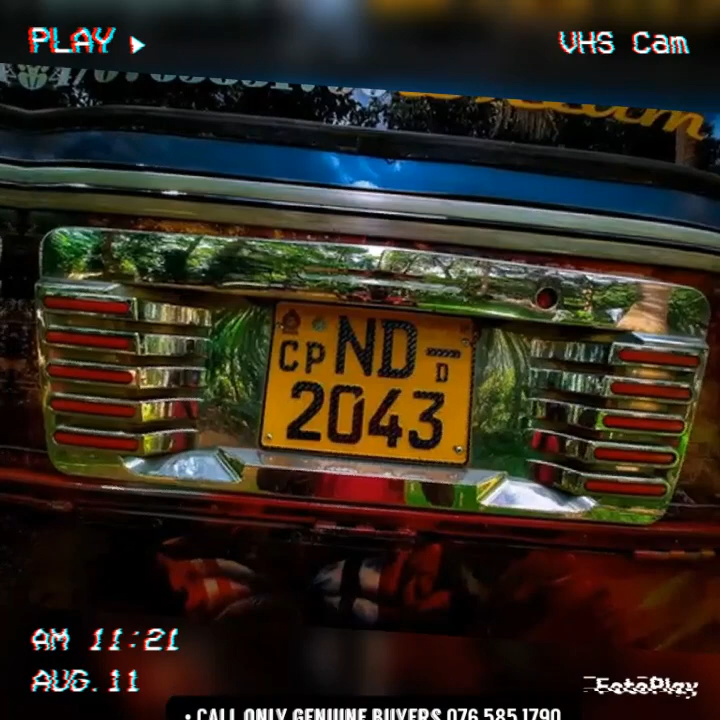 PLAY
VHS Cam
CP ND -
D
2043
AM 11:21
AUG.11
FotoPlay
• CALL ONLY GENUINE BUYERS 076 585 1790